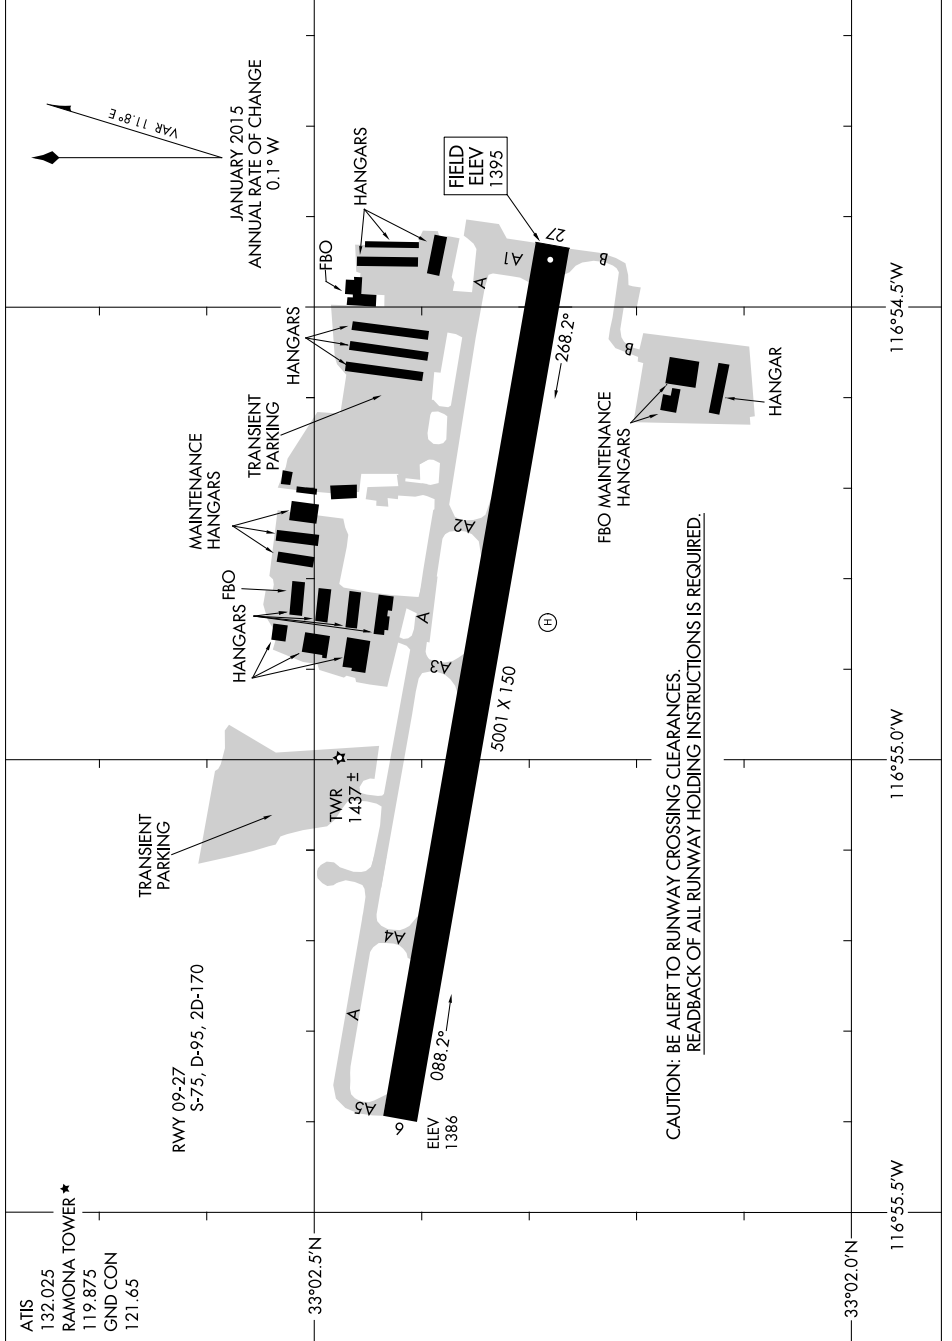 ATIS
132.025
RAMONA TOWER ★
119.875
GND CON
121.65
VAR 11.8° E
JANUARY 2015
ANNUAL RATE OF CHANGE
0.1° W
RWY 09-27
S-75, D-95, 2D-170
TRANSIENT
PARKING
TWR
1437 ±
HANGARS
FBO
MAINTENANCE
HANGARS
TRANSIENT
PARKING
HANGARS
FBO
HANGARS
FIELD
ELEV
1395
A
A5
A4
A3
A
A2
A
A1
9
ELEV
1386
088.2°
5001 X 150
268.2°
27
B
B
H
FBO MAINTENANCE
HANGARS
HANGAR
CAUTION: BE ALERT TO RUNWAY CROSSING CLEARANCES.
READBACK OF ALL RUNWAY HOLDING INSTRUCTIONS IS REQUIRED.
33°02.5'N
33°02.0'N
116°55.5'W
116°55.0'W
116°54.5'W